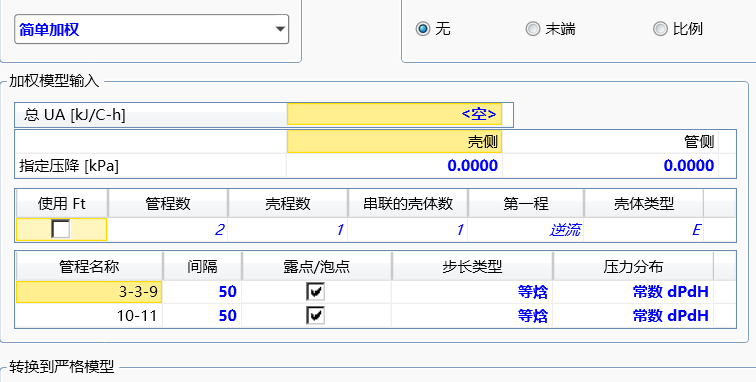 简单加权
无 末端 比例
加权模型输入
总 UA [kJ/C-h] <空>
壳侧 管侧
指定压降 [kPa] 0.0000 0.0000
使用 Ft 管程数 壳程数 串联的壳体数 第一程 壳体类型
2 1 1 逆流 E
管程名称 间隔 露点/泡点 步长类型 压力分布
3-3-9 50 等焓 常数 dPdH
10-11 50 等焓 常数 dPdH
转换到严格模型